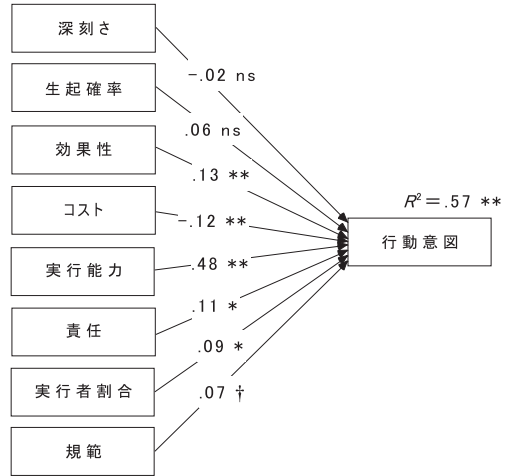 深刻さ
-.02 ns
生起確率
.06 ns
効果性
.13 **
コスト
-.12 **
実行能力
.48 **
責任
.11 *
実行者割合
.09 *
規範
.07 †
R²=.57 **
行動意図